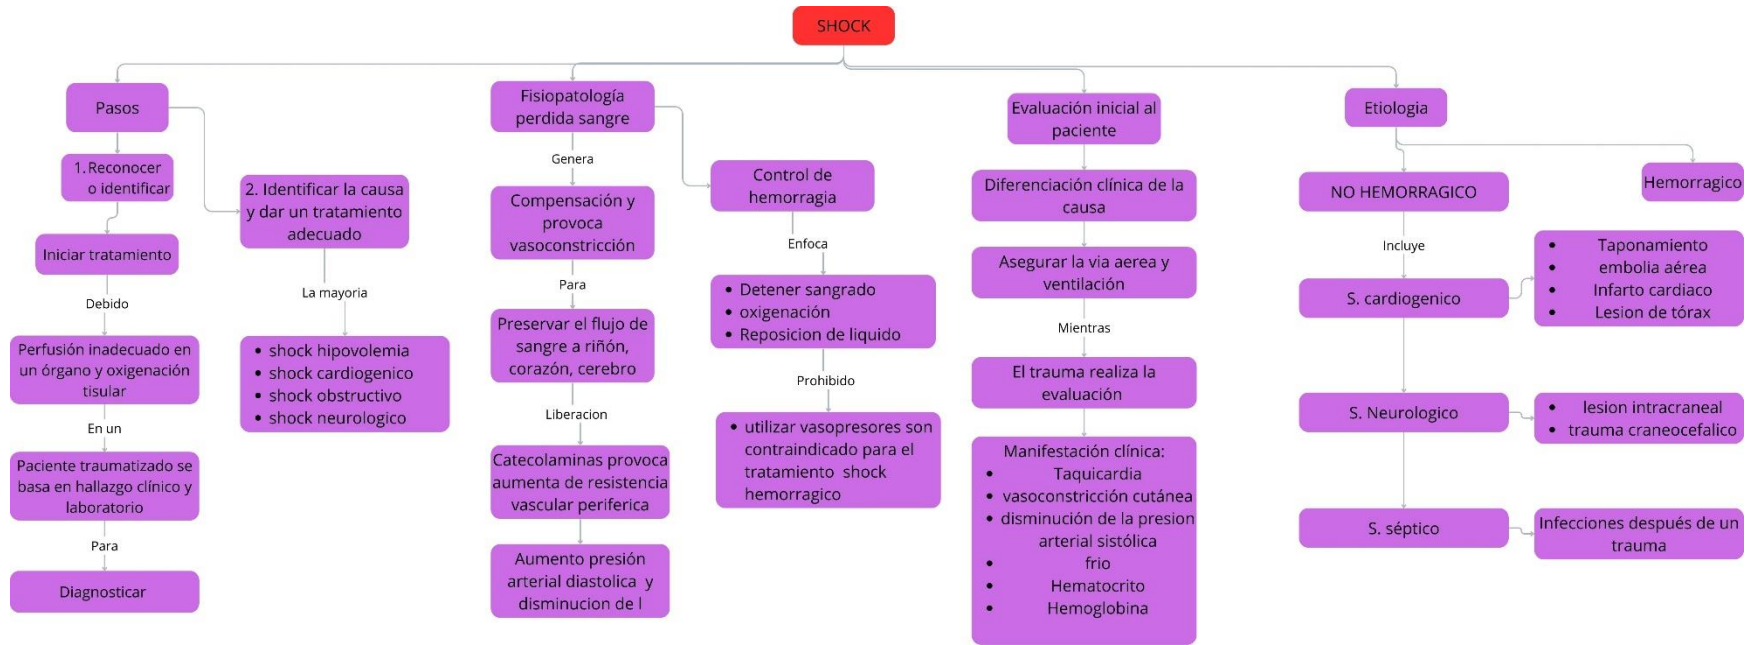 SHOCK
Pasos
1. Reconocer
o identificar
Iniciar tratamiento
Debido
Perfusión inadecuado en
un órgano y oxigenación
tisular
En un
Paciente traumatizado se
basa en hallazgo clínico y
laboratorio
Para
Diagnosticar
2. Identificar la causa
y dar un tratamiento
adecuado
La mayoria
• shock hipovolemia
• shock cardiogenico
• shock obstructivo
• shock neurologico
Fisiopatología
perdida sangre
Genera
Compensación y
provoca
vasoconstricción
Para
Preservar el flujo de
sangre a riñón,
corazón, cerebro
Liberacion
Catecolaminas provoca
aumenta de resistencia
vascular periferica
Aumento presión
arterial diastolica y
disminucion de l
Control de
hemorragia
Enfoca
• Detener sangrado
• oxigenación
• Reposicion de liquido
Prohibido
• utilizar vasopresores son
contraindicado para el
tratamiento shock
hemorragico
Evaluación inicial al
paciente
Diferenciación clínica de la
causa
Asegurar la via aerea y
ventilación
Mientras
El trauma realiza la
evaluación
Manifestación clínica:
• Taquicardia
• vasoconstricción cutánea
• disminución de la presion
arterial sistólica
• frio
• Hematocrito
• Hemoglobina
Etiologia
NO HEMORRAGICO
Incluye
S. cardiogenico
• Taponamiento
• embolia aérea
• Infarto cardiaco
• Lesion de tórax
S. Neurologico
• lesion intracraneal
• trauma craneocefalico
S. séptico
Infecciones después de un
trauma
Hemorragico